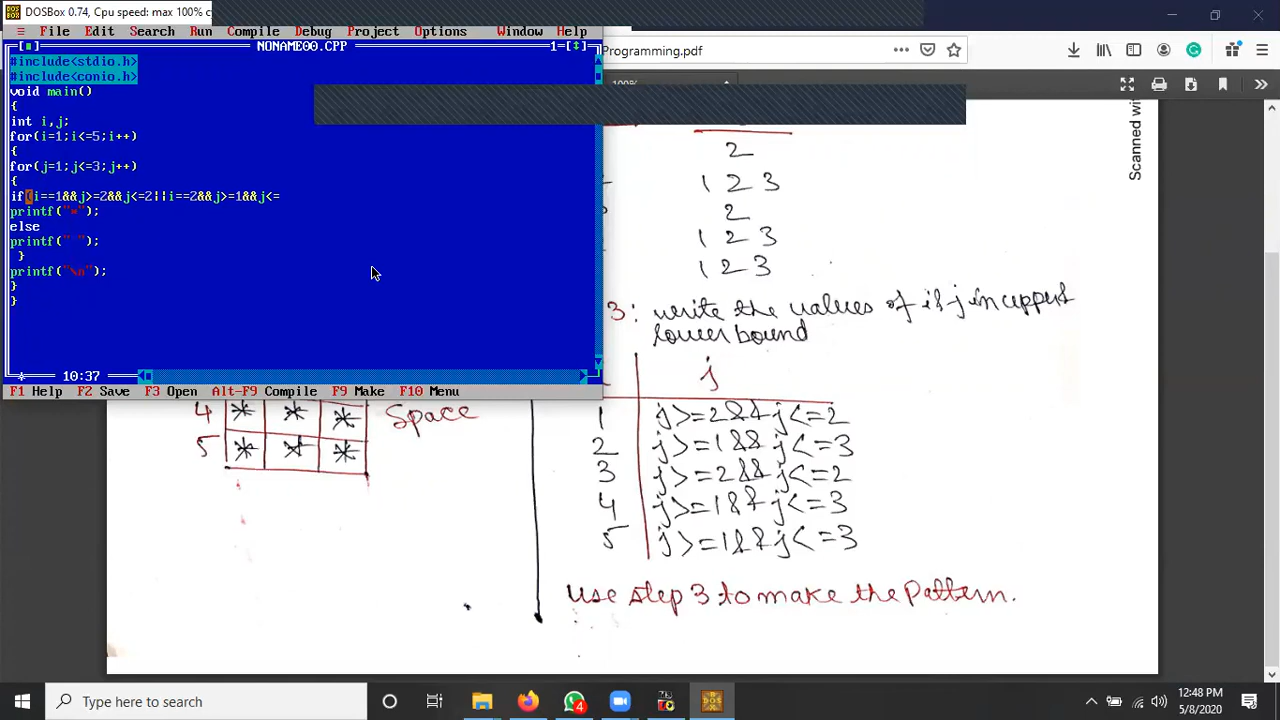 DOSBox 0.74, Cpu speed: max 100% c
File Edit Search Run Compile Debug Project Options Window Help
NONAME00.CPP 1
#include<stdio.h>
#include<conio.h>
void main()
{
int i,j;
for(i=1;i<=5;i++)
{
for(j=1;j<=3;j++)
{
if(i==1&&j>=2&&j<=2||i==2&&j>=1&&j<=
printf("*");
else
printf(" ");
}
printf("\n");
}
}
10:37
F1 Help F2 Save F3 Open Alt-F9 Compile F9 Make F10 Menu
Programming.pdf
100%
Scanned wit
2
1 2 3
2
1 2 3
1 2 3
3: write the values of i & j in upper &
lower bound
j
1 j>=2&&j<=2
2 j>=1&&j<=3
3 j>=2&&j<=2
4 j>=1&&j<=3
5 j>=1&&j<=3
use step 3 to make the Pattern.
4 * * * Space
5 * * *
Type here to search
4
12:48 PM
5/8/2020